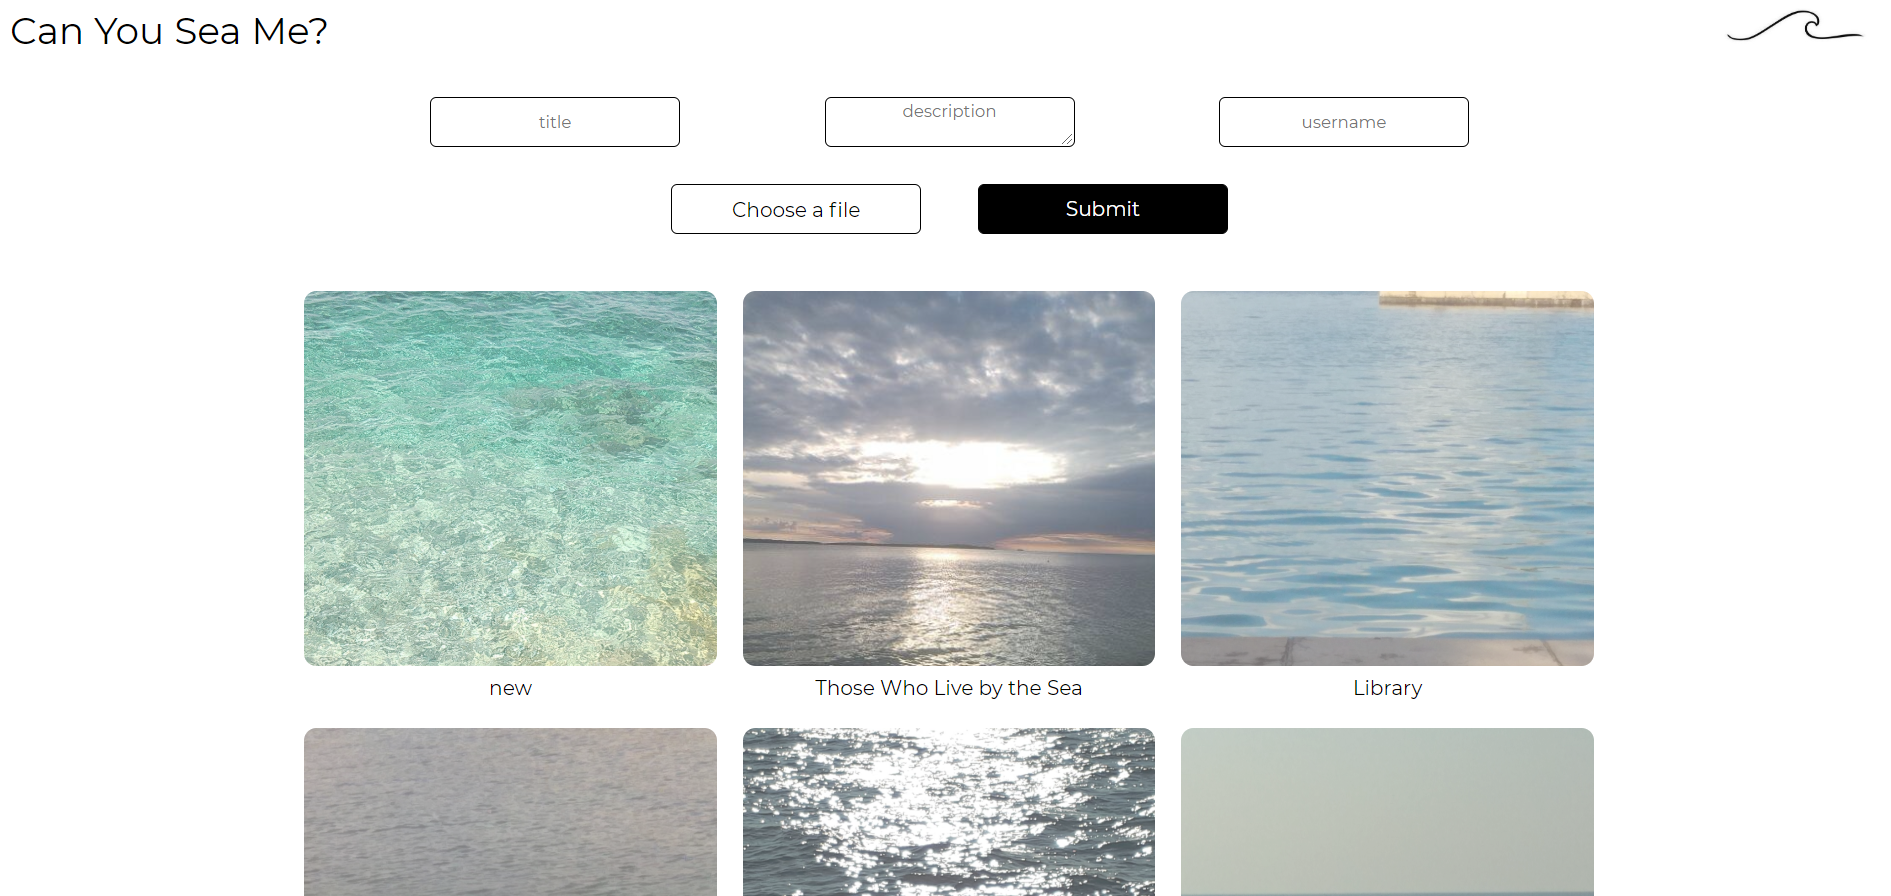 Can You Sea Me?
title
description
username
Choose a file
Submit
new
Those Who Live by the Sea
Library